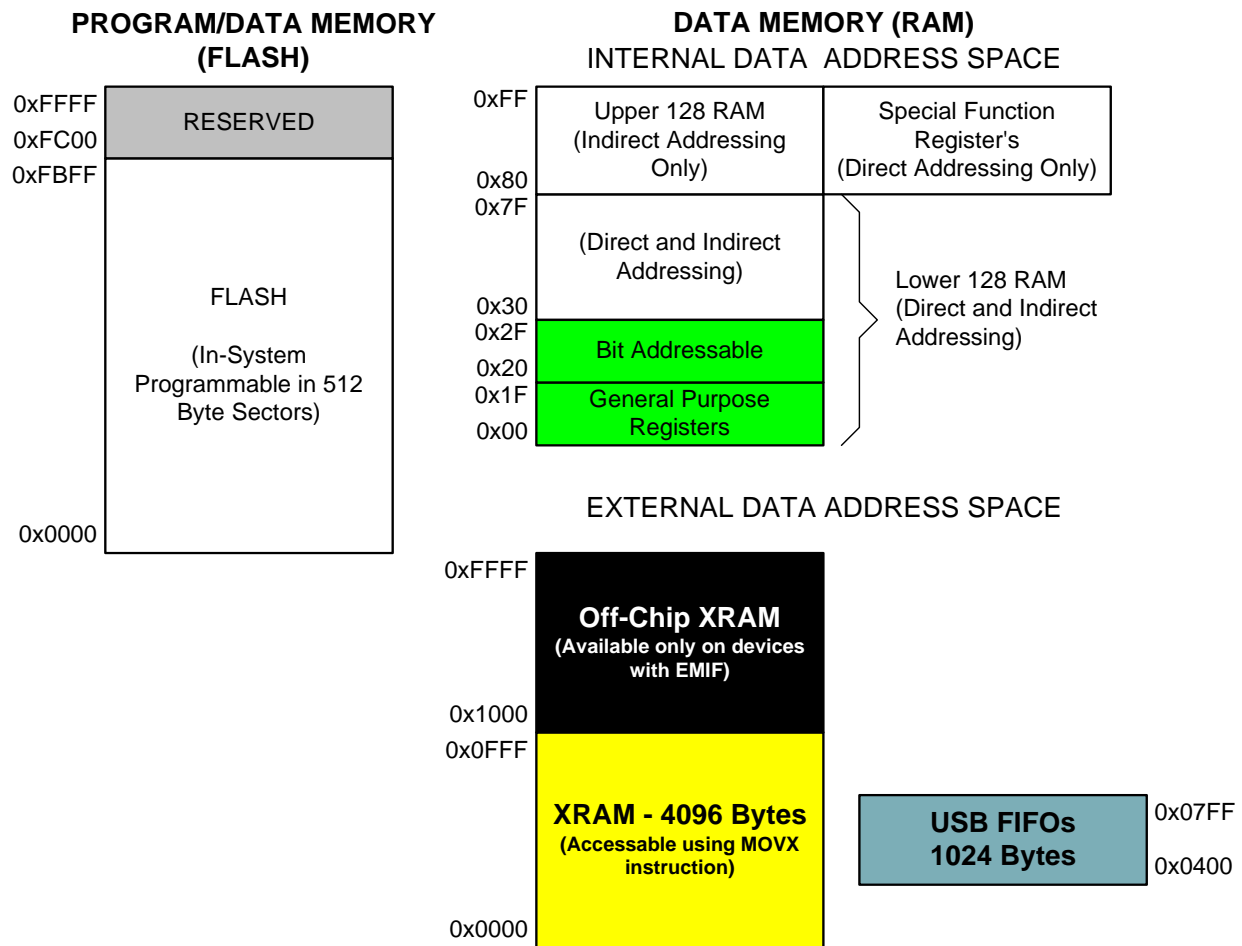 PROGRAM/DATA MEMORY
(FLASH)
0xFFFF
RESERVED
0xFC00
0xFBFF
FLASH
(In-System
Programmable in 512
Byte Sectors)
0x0000
DATA MEMORY (RAM)
INTERNAL DATA ADDRESS SPACE
0xFF
Upper 128 RAM
(Indirect Addressing
Only)
0x80
Special Function
Register's
(Direct Addressing Only)
0x7F
(Direct and Indirect
Addressing)
0x30
Lower 128 RAM
(Direct and Indirect
Addressing)
0x2F
Bit Addressable
0x20
0x1F
General Purpose
Registers
0x00
EXTERNAL DATA ADDRESS SPACE
0xFFFF
Off-Chip XRAM
(Available only on devices
with EMIF)
0x1000
0x0FFF
XRAM - 4096 Bytes
(Accessable using MOVX
instruction)
0x0000
USB FIFOs
1024 Bytes
0x07FF
0x0400